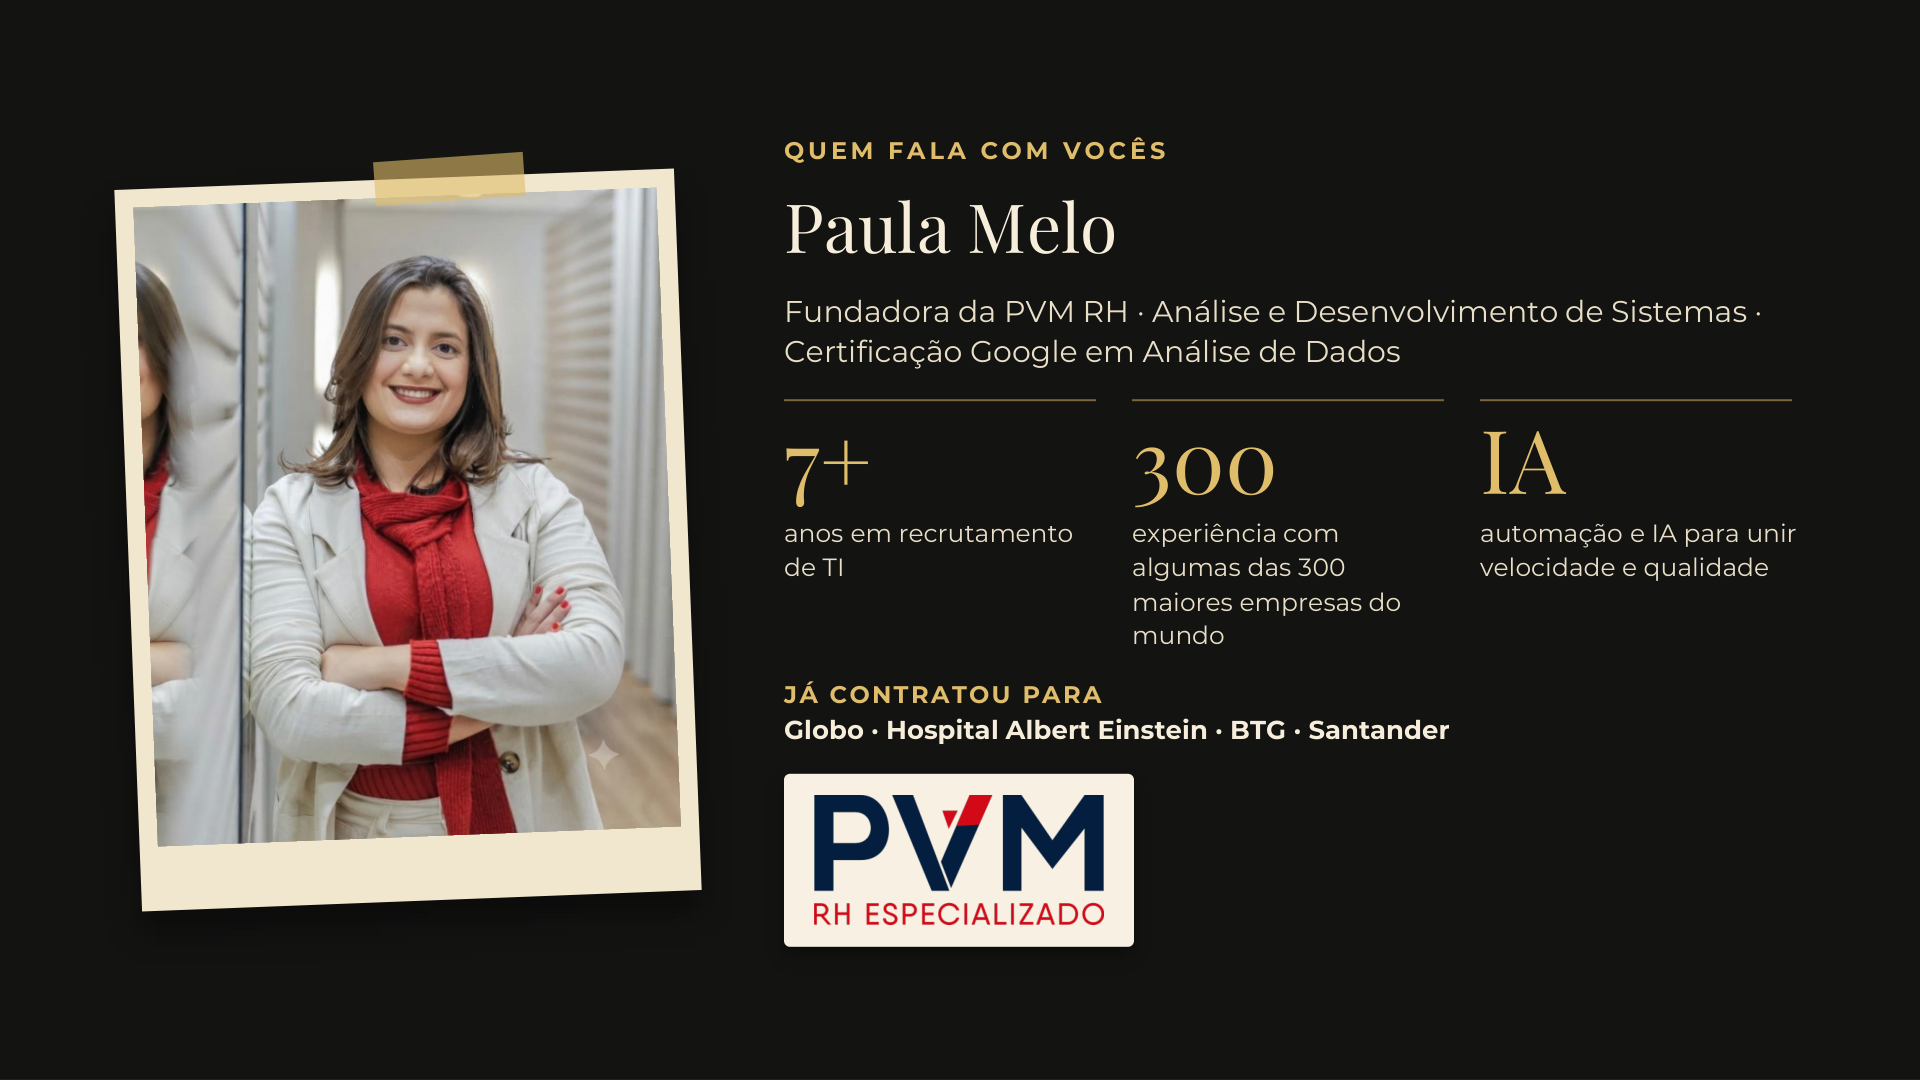 QUEM FALA COM VOCÊS
Paula Melo
Fundadora da PVM RH · Análise e Desenvolvimento de Sistemas ·
Certificação Google em Análise de Dados
7+
anos em recrutamento
de TI
300
experiência com
algumas das 300
maiores empresas do
mundo
IA
automação e IA para unir
velocidade e qualidade
JÁ CONTRATOU PARA
Globo · Hospital Albert Einstein · BTG · Santander
PVM
RH ESPECIALIZADO